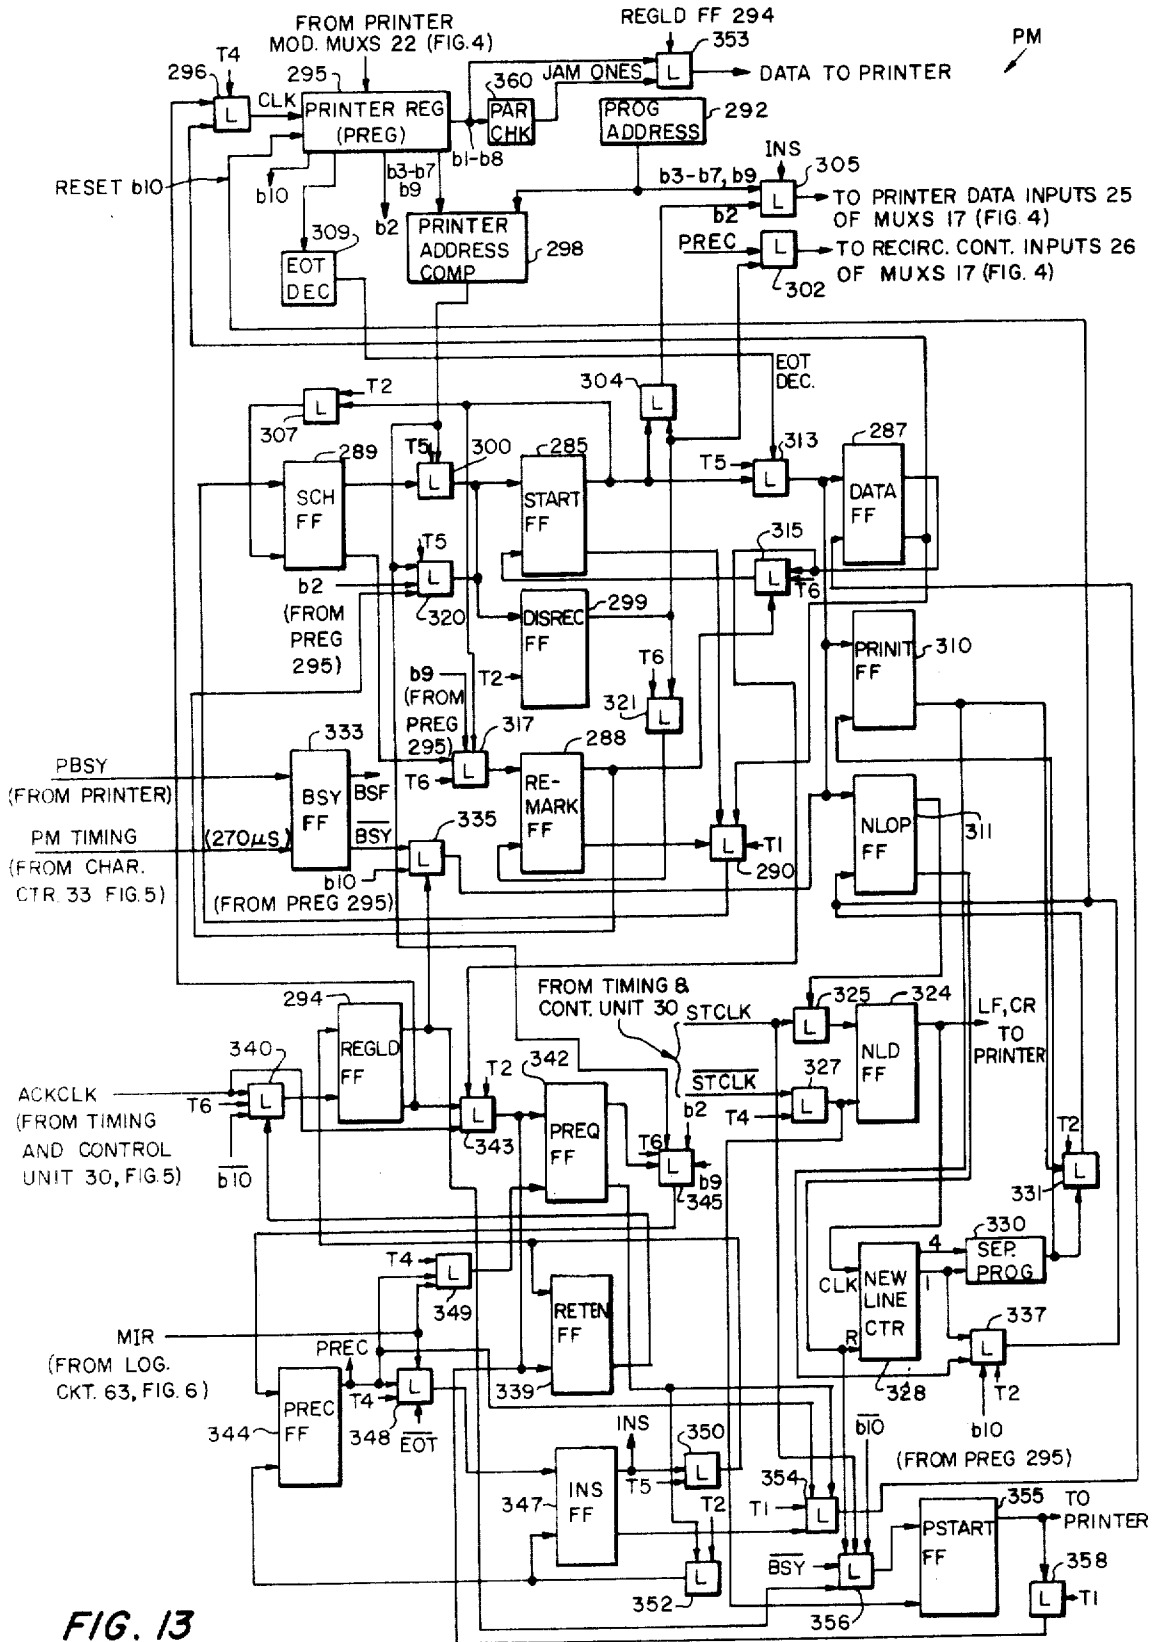 FROM PRINTER
MOD. MUXS 22 (FIG.4)
REGLD FF 294
PM
T4
296
L
CLK
295
PRINTER REG
(PREG)
360
PAR
CHK
JAM ONES
353
L
DATA TO PRINTER
PROG
ADDRESS
292
b1-b8
INS
RESET b10
b10
b3-b7
b9
b2
b3-b7, b9
b2
L
305
TO PRINTER DATA INPUTS 25
OF MUXS 17 (FIG. 4)
309
EOT
DEC
PRINTER
ADDRESS
COMP
298
PREC
L
302
TO RECIRC. CONT. INPUTS 26
OF MUXS 17 (FIG. 4)
EOT
DEC.
304
L
L
T2
307
289
SCH
FF
T5
L
300
285
START
FF
T5
L
313
287
DATA
FF
315
L
T6
T5
L
320
b2
(FROM
PREG
295)
DISREC
FF
299
T2
PRINIT
FF
310
T6
L
321
b9
(FROM
PREG
295)
L
317
T6
288
RE-
MARK
FF
333
BSY
FF
PBSY
(FROM PRINTER)
BSF
PM TIMING
(270µS)
(FROM CHAR.
CTR. 33 FIG.5)
B̅S̅Y̅
335
L
b10
(FROM PREG 295)
L
T1
290
NLOP
FF
311
FROM TIMING &
CONT. UNIT 30
STCLK
325
L
324
NLD
FF
LF, CR
TO
PRINTER
S̅T̅C̅L̅K̅
L
327
T4
294
REGLD
FF
340
L
ACKCLK
T6
(FROM TIMING
AND CONTROL
UNIT 30, FIG.5)
b̅1̅0̅
T2
L
343
342
PREQ
FF
T6
b2
L
b9
345
T2
L
331
330
SEP.
PROG
4
1
CLK
NEW
LINE
CTR
R
328
337
L
T2
b10
(FROM PREG 295)
T4
L
349
RETEN
FF
339
MIR
(FROM LOG.
CKT. 63, FIG. 6)
PREC
T4
L
348
E̅O̅T̅
344
PREC
FF
INS
347
INS
FF
350
L
T5
T2
L
352
354
T1
L
b̅1̅0̅
B̅S̅Y̅
L
356
PSTART
FF
355
TO
PRINTER
358
L
T1
FIG. 13